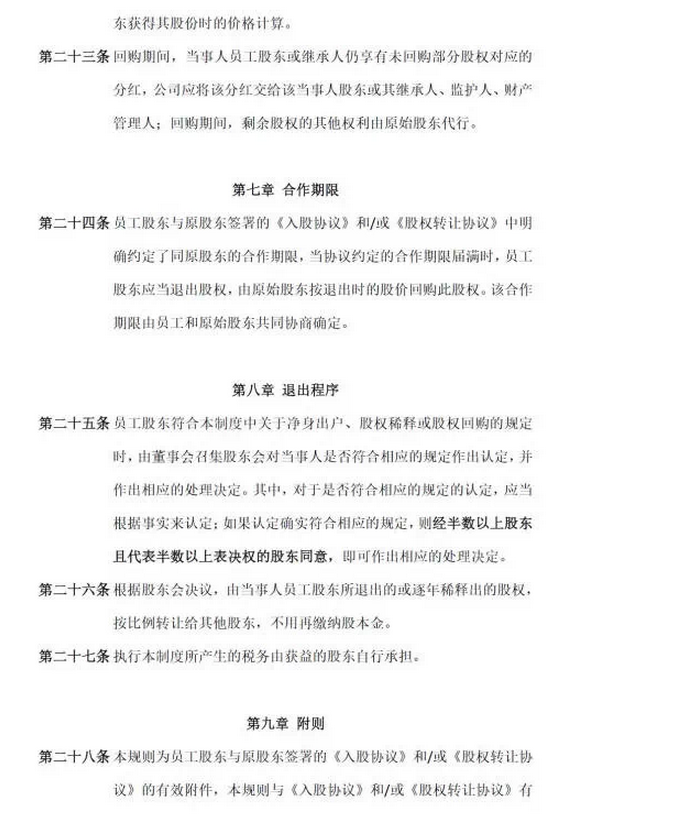 东获得其股份时的价格计算。
第二十三条 回购期间，当事人员工股东或继承人仍享有未回购部分股权对应的
分红，公司应将该分红交给该当事人股东或其继承人、监护人、财产
管理人；回购期间，剩余股权的其他权利由原始股东代行。
第七章 合作期限
第二十四条 员工股东与原股东签署的《入股协议》和/或《股权转让协议》中明
确约定了同原股东的合作期限，当协议约定的合作期限届满时，员工
股东应当退出股权，由原始股东按退出时的股价回购此股权。该合作
期限由员工和原始股东共同协商确定。
第八章 退出程序
第二十五条 员工股东符合本制度中关于净身出户、股权稀释或股权回购的规定
时，由董事会召集股东会对当事人是否符合相应的规定作出认定，并
作出相应的处理决定。其中，对于是否符合相应的规定的认定，应当
根据事实来认定；如果认定确实符合相应的规定，则经半数以上股东
且代表半数以上表决权的股东同意，即可作出相应的处理决定。
第二十六条 根据股东会决议，由当事人员工股东所退出的或逐年稀释出的股权，
按比例转让给其他股东，不用再缴纳股本金。
第二十七条 执行本制度所产生的税务由获益的股东自行承担。
第九章 附则
第二十八条 本规则为员工股东与原股东签署的《入股协议》和/或《股权转让协
议》的有效附件，本规则与《入股协议》和/或《股权转让协议》有